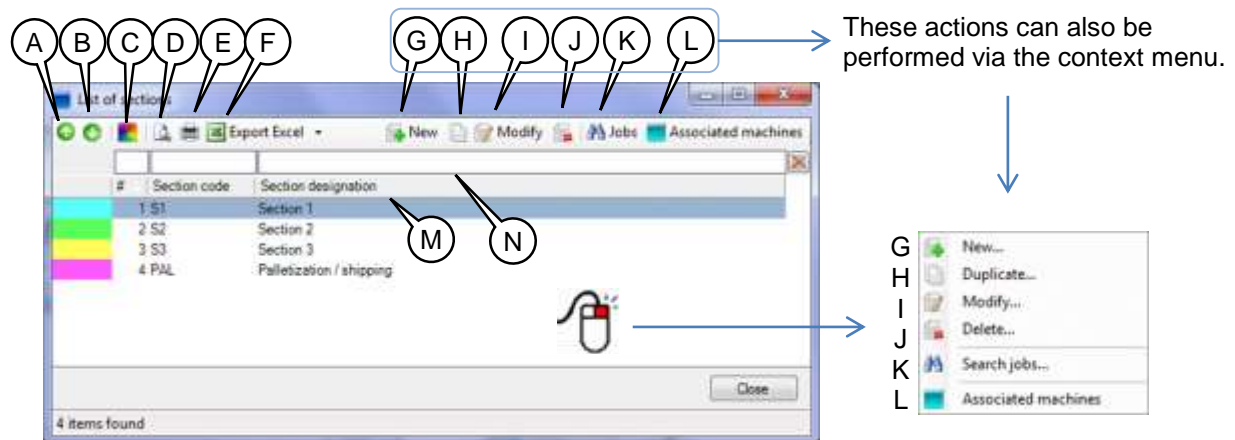 These actions can also be
performed via the context menu.
A B C D E F G H I J K L
List of sections
Export Excel New Modify Jobs Associated machines
# Section code Section designation
1 S1 Section 1
2 S2 Section 2
3 S3 Section 3
4 PAL Palletization / shipping
M N
G New...
H Duplicate...
I Modify...
J Delete...
K Search jobs...
L Associated machines
Close
4 items found